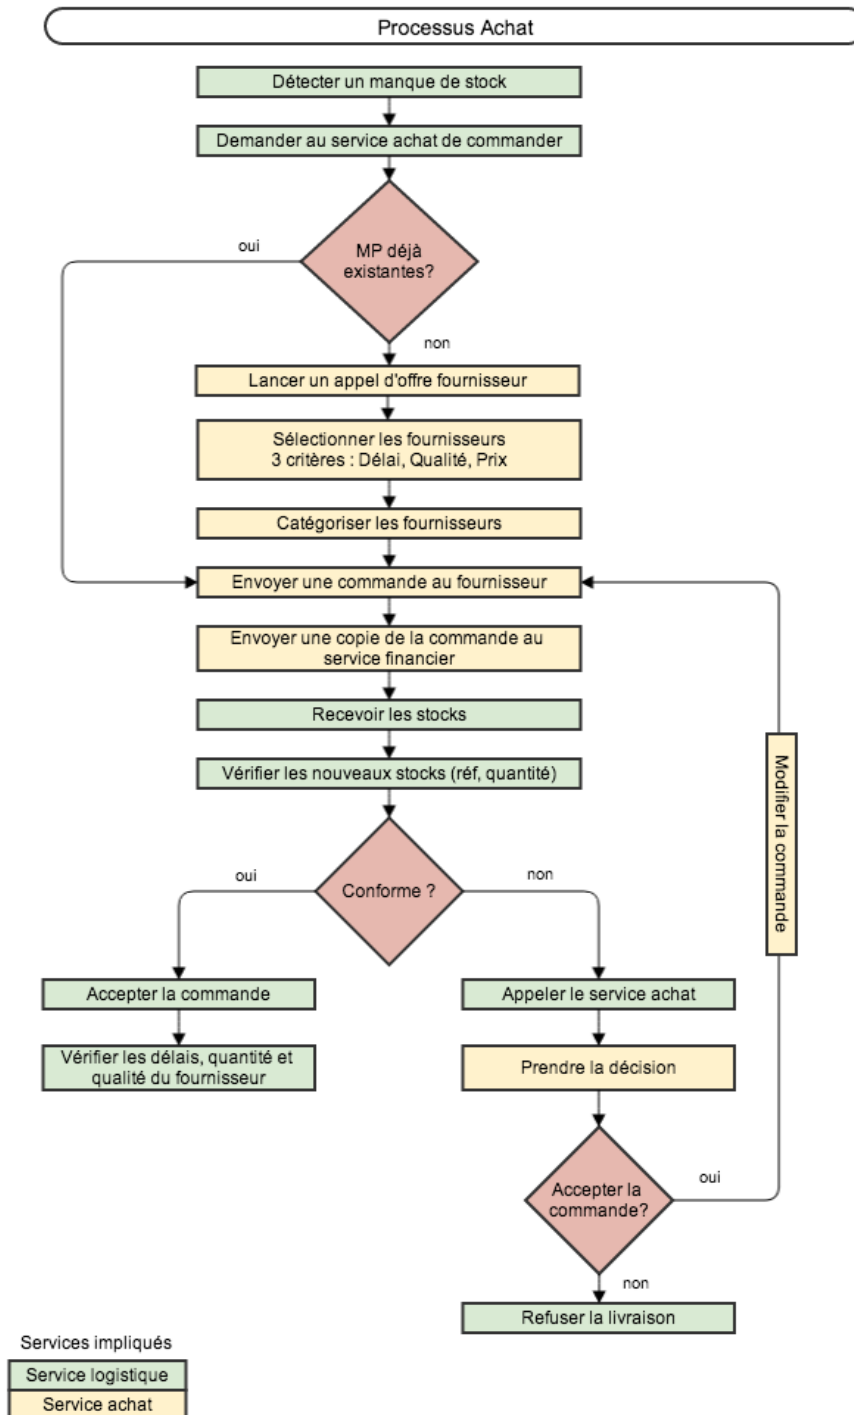 Processus Achat
Détecter un manque de stock
Demander au service achat de commander
oui
MP déjà
existantes?
non
Lancer un appel d'offre fournisseur
Sélectionner les fournisseurs
3 critères : Délai, Qualité, Prix
Catégoriser les fournisseurs
Envoyer une commande au fournisseur
Envoyer une copie de la commande au
service financier
Recevoir les stocks
Vérifier les nouveaux stocks (réf, quantité)
Modifier la commande
oui
Conforme ?
non
Accepter la commande
Appeler le service achat
Vérifier les délais, quantité et
qualité du fournisseur
Prendre la décision
Accepter la
commande?
oui
non
Refuser la livraison
Services impliqués
Service logistique
Service achat